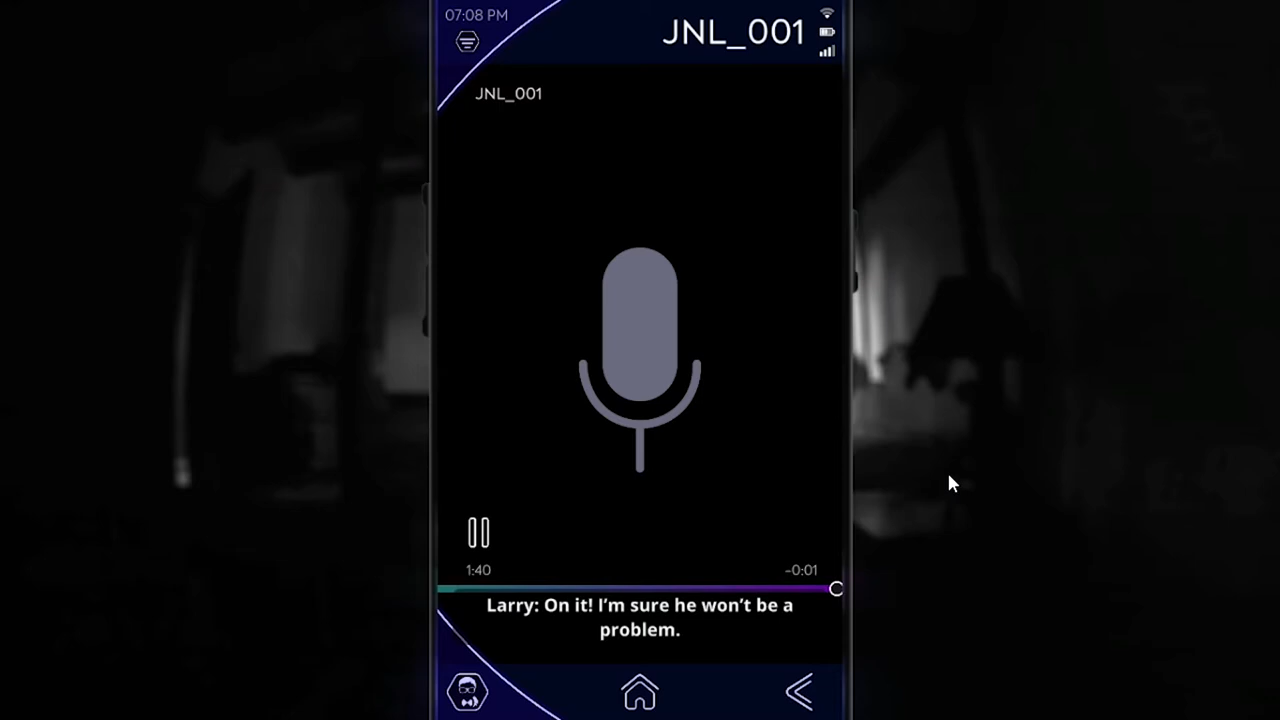 07:08 PM
JNL_001
JNL_001
1:40
-0:01
Larry: On it! I'm sure he won't be a
problem.